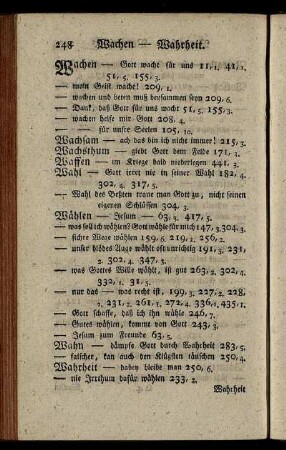 248 Wachen — Wahrheit.
Wachen — Gott wacht für uns 11, 1. 41, 1.
51, 5. 155, 3.
— mein Geist wache! 209, 1.
— wachen und beten muß beysammen seyn 209, 6.
— Dank, daß Gott für uns wacht 51, 5. 155, 3.
— wachen helfe mir Gott 208, 4.
— — für unsre Seelen 105, 10.
Wachsam — ach das bin ich nicht immer! 215, 3.
Wachsthum — giebt Gott dem Felde 171, 3.
Waffen — im Kriege bald niederlegen 441, 3.
Wahl — Gott irret nie in seiner Wahl 182, 4.
302, 4. 317, 5.
— Wahl des Besten traue man Gott zu, nicht seinen
eigenen Schlüssen 304, 3.
Wählen — Jesum — 63, 3. 417, 5.
— was soll ich wählen? Gott wähle für mich 147, 3. 304, 3.
— sichre Wege wählen 159, 6. 219, 2. 256, 2.
— unser blödes Auge wählt oft unrichtig 191, 3. 231,
2. 302, 4. 347, 3.
— was Gottes Wille wählt, ist gut 263, 2. 302, 4.
332, 1. 31, 5.
— nur das — was recht ist, 199, 3. 227, 2. 228,
2. 231, 2. 261, 1. 272, 4. 336, 1. 435, 1.
— Gott schaffe, daß ich ihn wähle 246, 7.
— Gutes wählen, komme von Gott 243, 3.
— Jesum zum Freunde 63, 5.
Wahn — dämpfe Gott durch Wahrheit 283, 5.
— falscher, kan auch den Klügsten täuschen 250, 4.
Wahrheit — dabey bleibe man 250, 6.
— nie Irrthum dafür wählen 233, 2.
Wahrheit